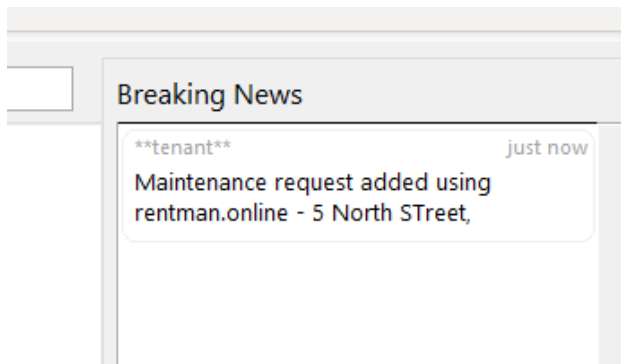 Breaking News
**tenant** just now
Maintenance request added using
rentman.online - 5 North STreet,